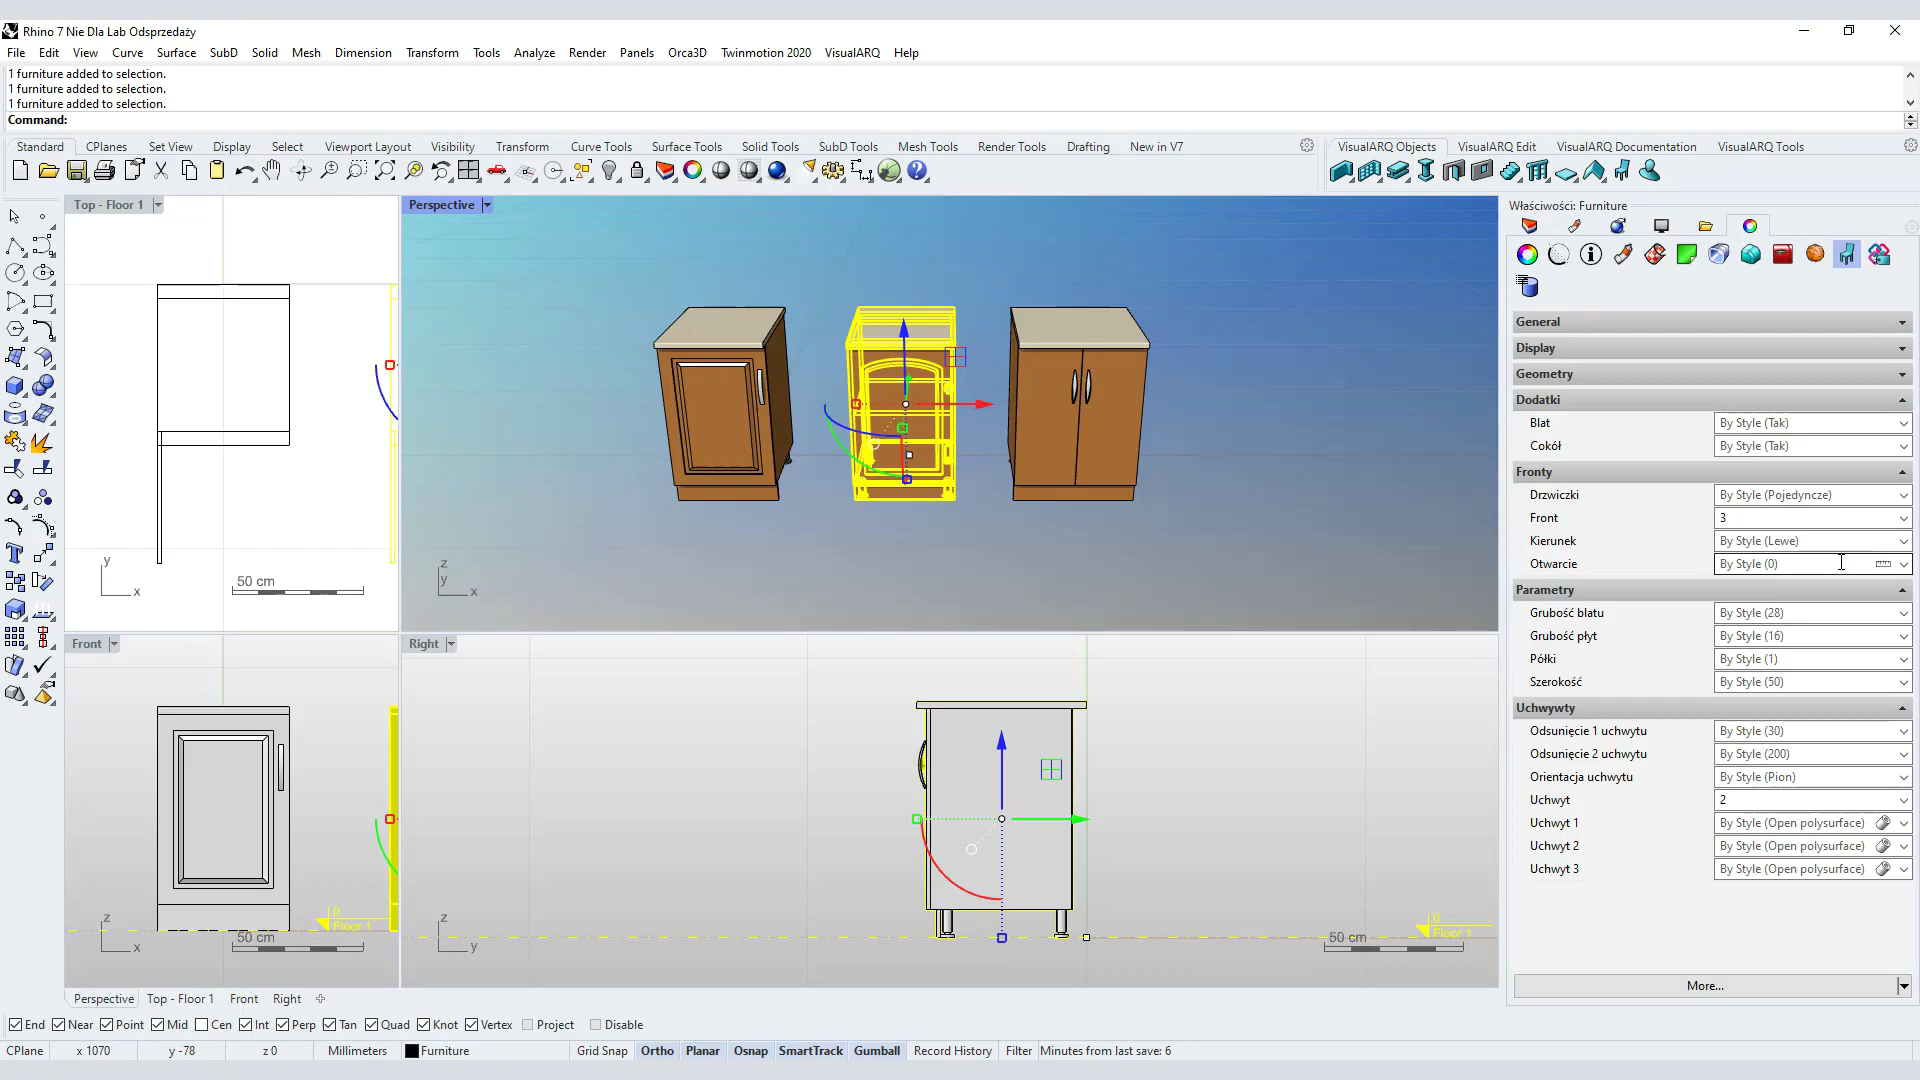 Rhino 7 Nie Dla Lab Odsprzedaży
File Edit View Curve Surface SubD Solid Mesh Dimension Transform Tools Analyze Render Panels Orca3D Twinmotion 2020 VisualARQ Help
1 furniture added to selection.
1 furniture added to selection.
1 furniture added to selection.
Command:
Standard CPlanes Set View Display Select Viewport Layout Visibility Transform Curve Tools Surface Tools Solid Tools SubD Tools Mesh Tools Render Tools Drafting New in V7
VisualARQ Objects VisualARQ Edit VisualARQ Documentation VisualARQ Tools
Top - Floor 1
Perspective
Właściwości: Furniture
General
Display
Geometry
Dodatki
Blat By Style (Tak)
Cokół By Style (Tak)
Fronty
Drzwiczki By Style (Pojedyncze)
Front 3
Kierunek By Style (Lewe)
Otwarcie By Style (0)
Parametry
Grubość blatu By Style (28)
Grubość płyt By Style (16)
Półki By Style (1)
Szerokość By Style (50)
Uchwywty
Odsunięcie 1 uchwytu By Style (30)
Odsunięcie 2 uchwytu By Style (200)
Orientacja uchwytu By Style (Pion)
Uchwyt 2
Uchwyt 1 By Style (Open polysurface)
Uchwyt 2 By Style (Open polysurface)
Uchwyt 3 By Style (Open polysurface)
More...
y
x
50 cm
z
y
x
Front
Right
z
x
0
Floor 1
50 cm
z
y
0
Floor 1
50 cm
Perspective Top - Floor 1 Front Right
End Near Point Mid Cen Int Perp Tan Quad Knot Vertex Project Disable
CPlane x 1070 y -78 z 0 Millimeters Furniture Grid Snap Ortho Planar Osnap SmartTrack Gumball Record History Filter Minutes from last save: 6